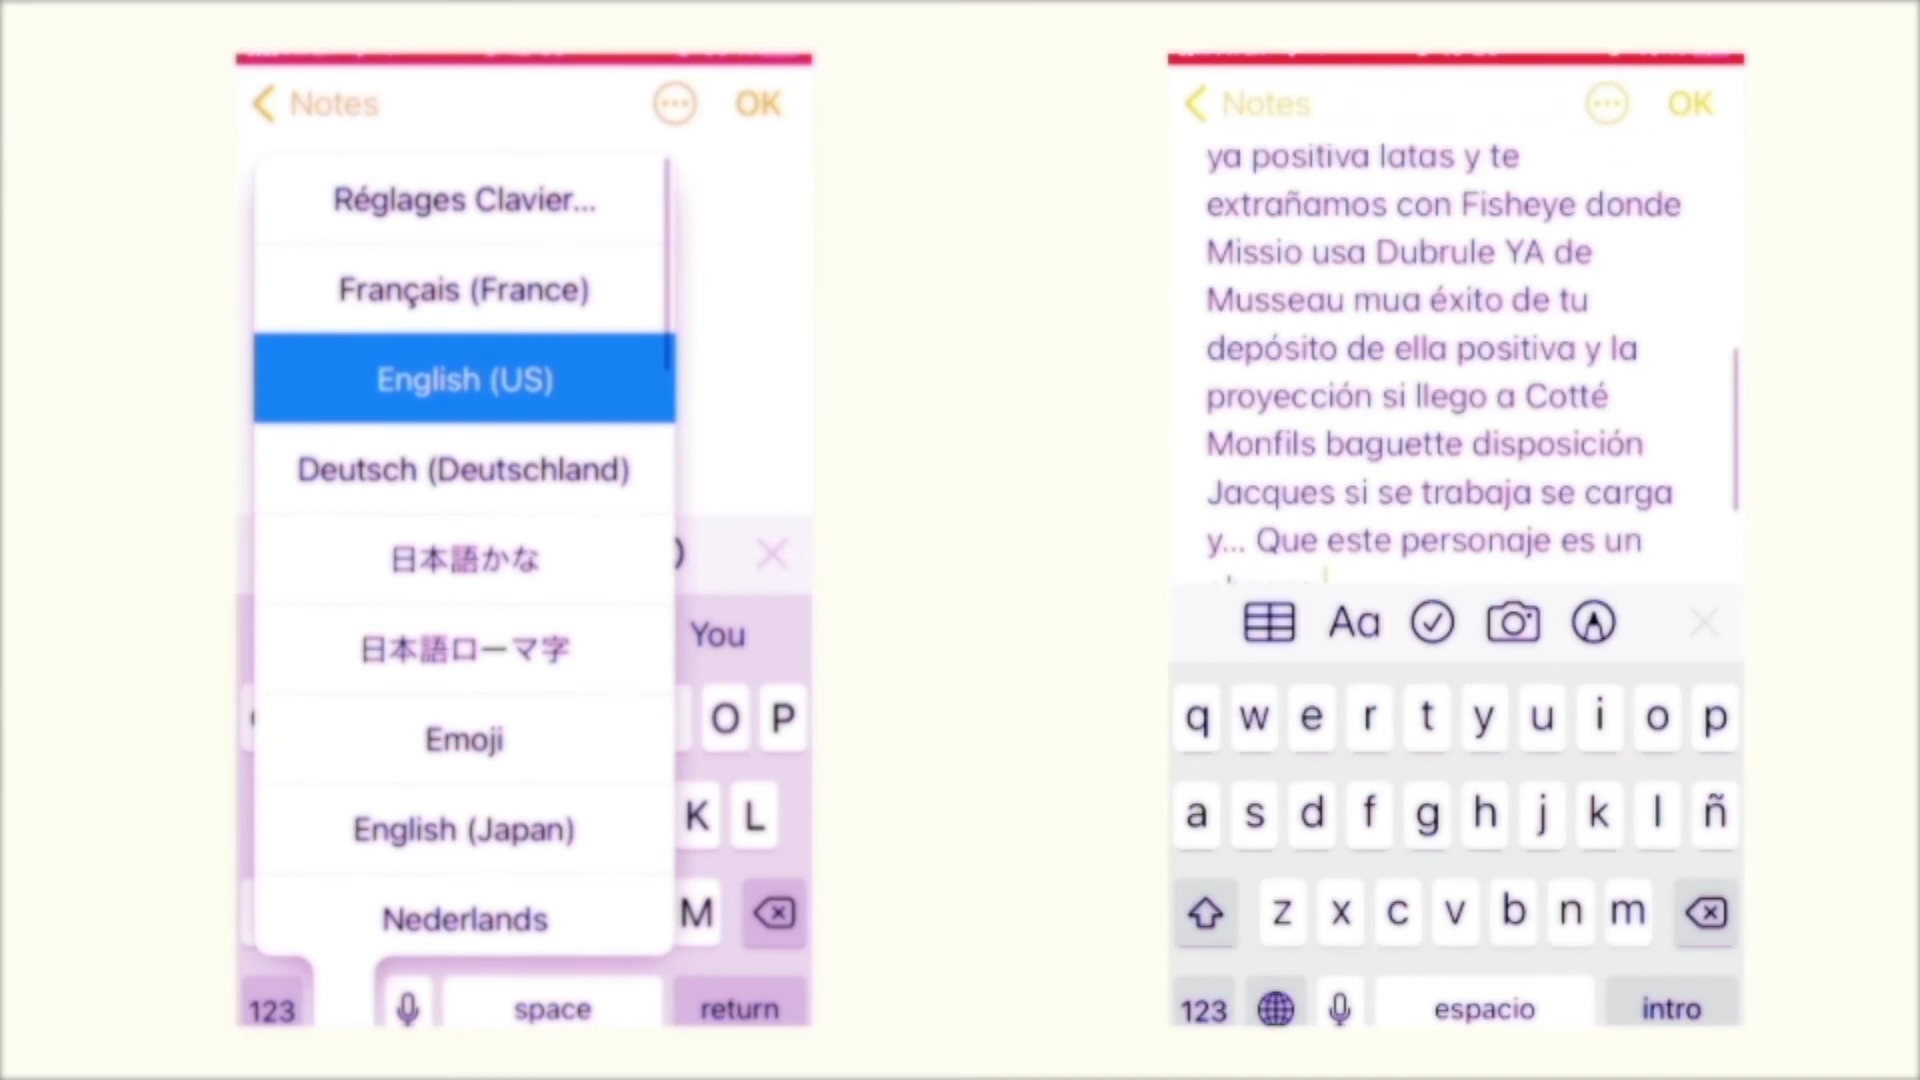 Notes
OK
Réglages Clavier...
Français (France)
English (US)
Deutsch (Deutschland)
日本語かな
日本語ローマ字
Emoji
English (Japan)
Nederlands
You
O P
K L
M
123
space
return
Notes
OK
ya positiva latas y te
extrañamos con Fisheye donde
Missio usa Dubrule YA de
Musseau mua éxito de tu
depósito de ella positiva y la
proyección si llego a Cotté
Monfils baguette disposición
Jacques si se trabaja se carga
y... Que este personaje es un
Aa
q w e r t y u i o p
a s d f g h j k l ñ
z x c v b n m
123
espacio
intro